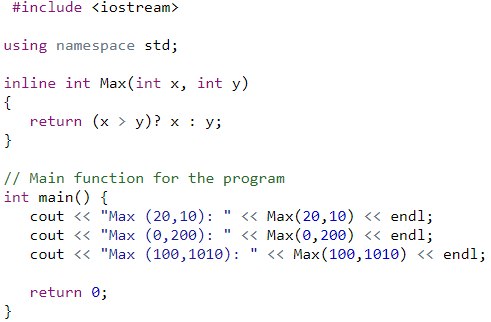 #include <iostream>
using namespace std;
inline int Max(int x, int y)
{
return (x > y)? x : y;
}
// Main function for the program
int main() {
cout << "Max (20,10): " << Max(20,10) << endl;
cout << "Max (0,200): " << Max(0,200) << endl;
cout << "Max (100,1010): " << Max(100,1010) << endl;
return 0;
}